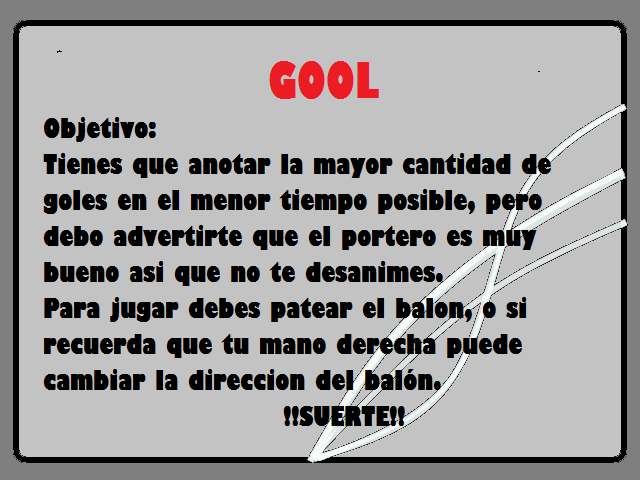 GOOL
Objetivo:
Tienes que anotar la mayor cantidad de
goles en el menor tiempo posible, pero
debo advertirte que el portero es muy
bueno asi que no te desanimes.
Para jugar debes patear el balon, o si
recuerda que tu mano derecha puede
cambiar la direccion del balón.
!!SUERTE!!